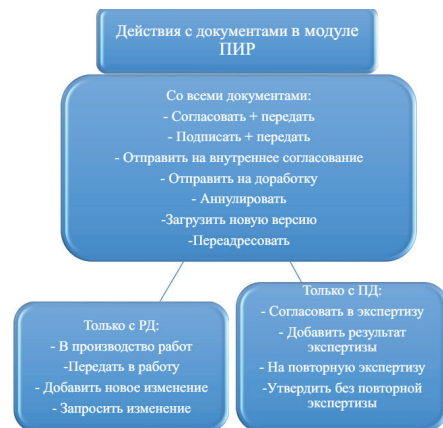 Действия с документами в модуле
ПИР
Со всеми документами:
- Согласовать + передать
- Подписать + передать
- Отправить на внутреннее согласование
- Отправить на доработку
- Аннулировать
-Загрузить новую версию
-Переадресовать
Только с РД:
- В производство работ
-Передать в работу
- Добавить новое изменение
- Запросить изменение
Только с ПД:
- Согласовать в экспертизу
- Добавить результат
экспертизы
- На повторную экспертизу
-Утвердить без повторной
экспертизы